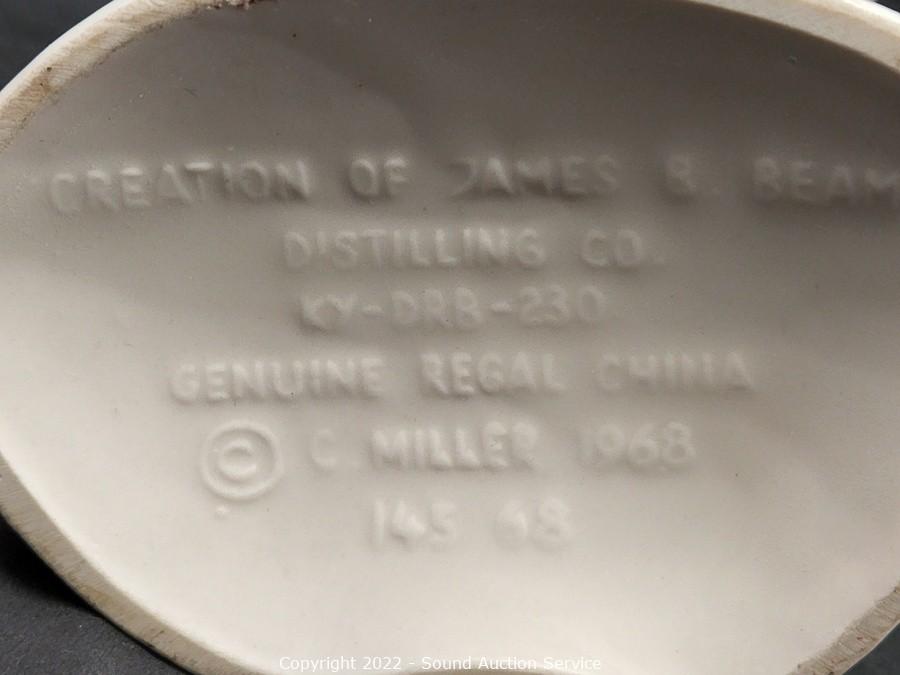 CREATION OF JAMES B. BEAM
DISTILLING CO.
KY-DRB-230
GENUINE REGAL CHINA
© C. MILLER 1968
145 68
Copyright 2022 - Sound Auction Service